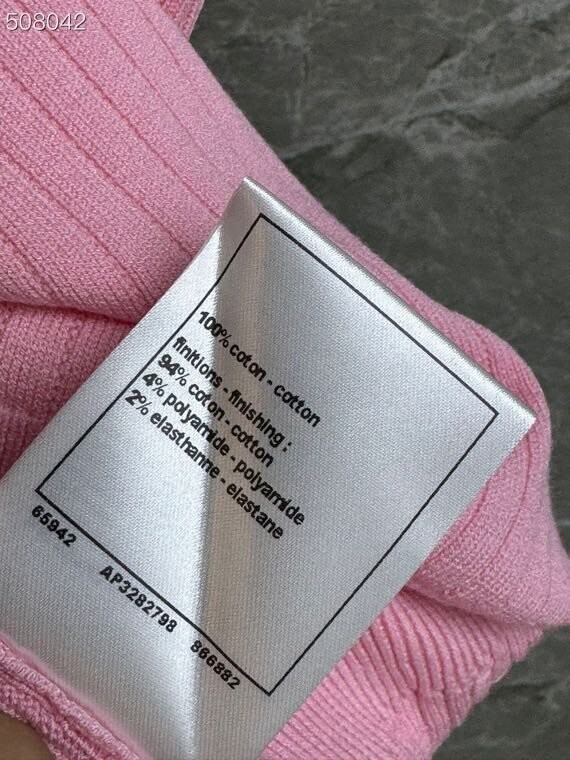 508042
100% coton - cotton
finitions - finishing :
94% coton - cotton
4% polyamide - polyamide
2% elasthanne - elastane
65942 AP3282798 866882